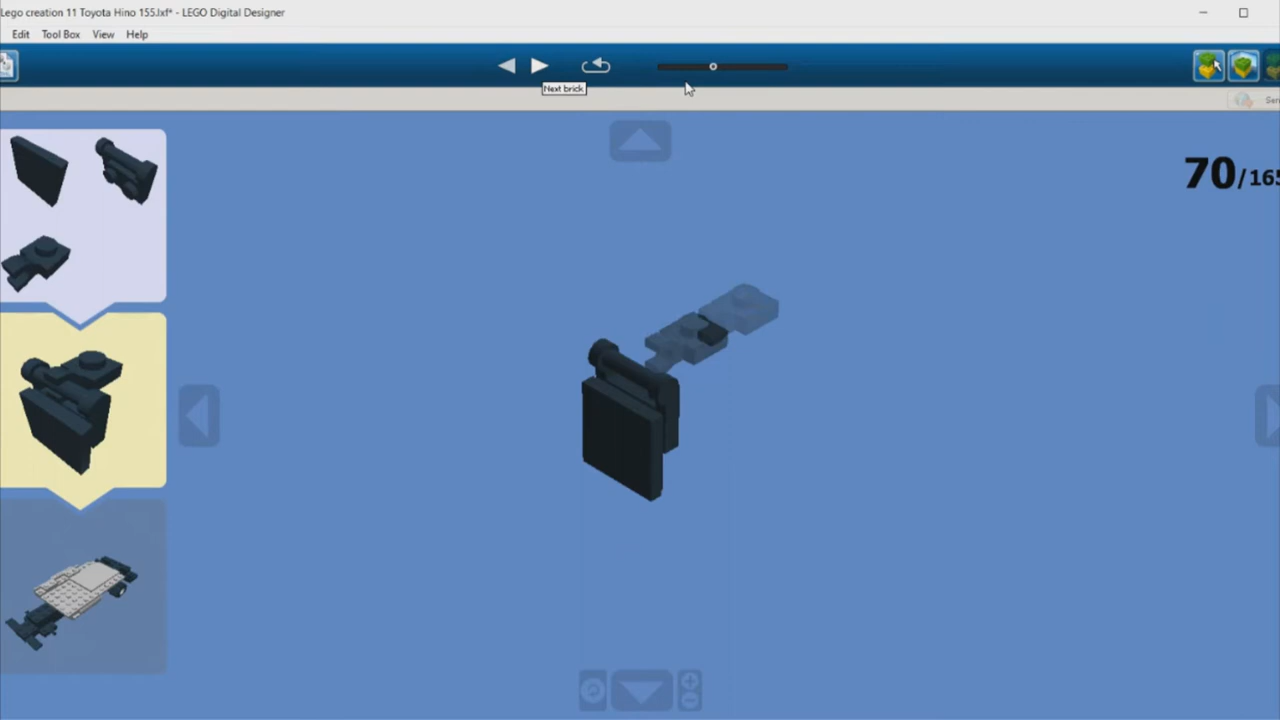 Lego creation 11 Toyota Hino 155.lxf* - LEGO Digital Designer
Edit Tool Box View Help
Next brick
70/165